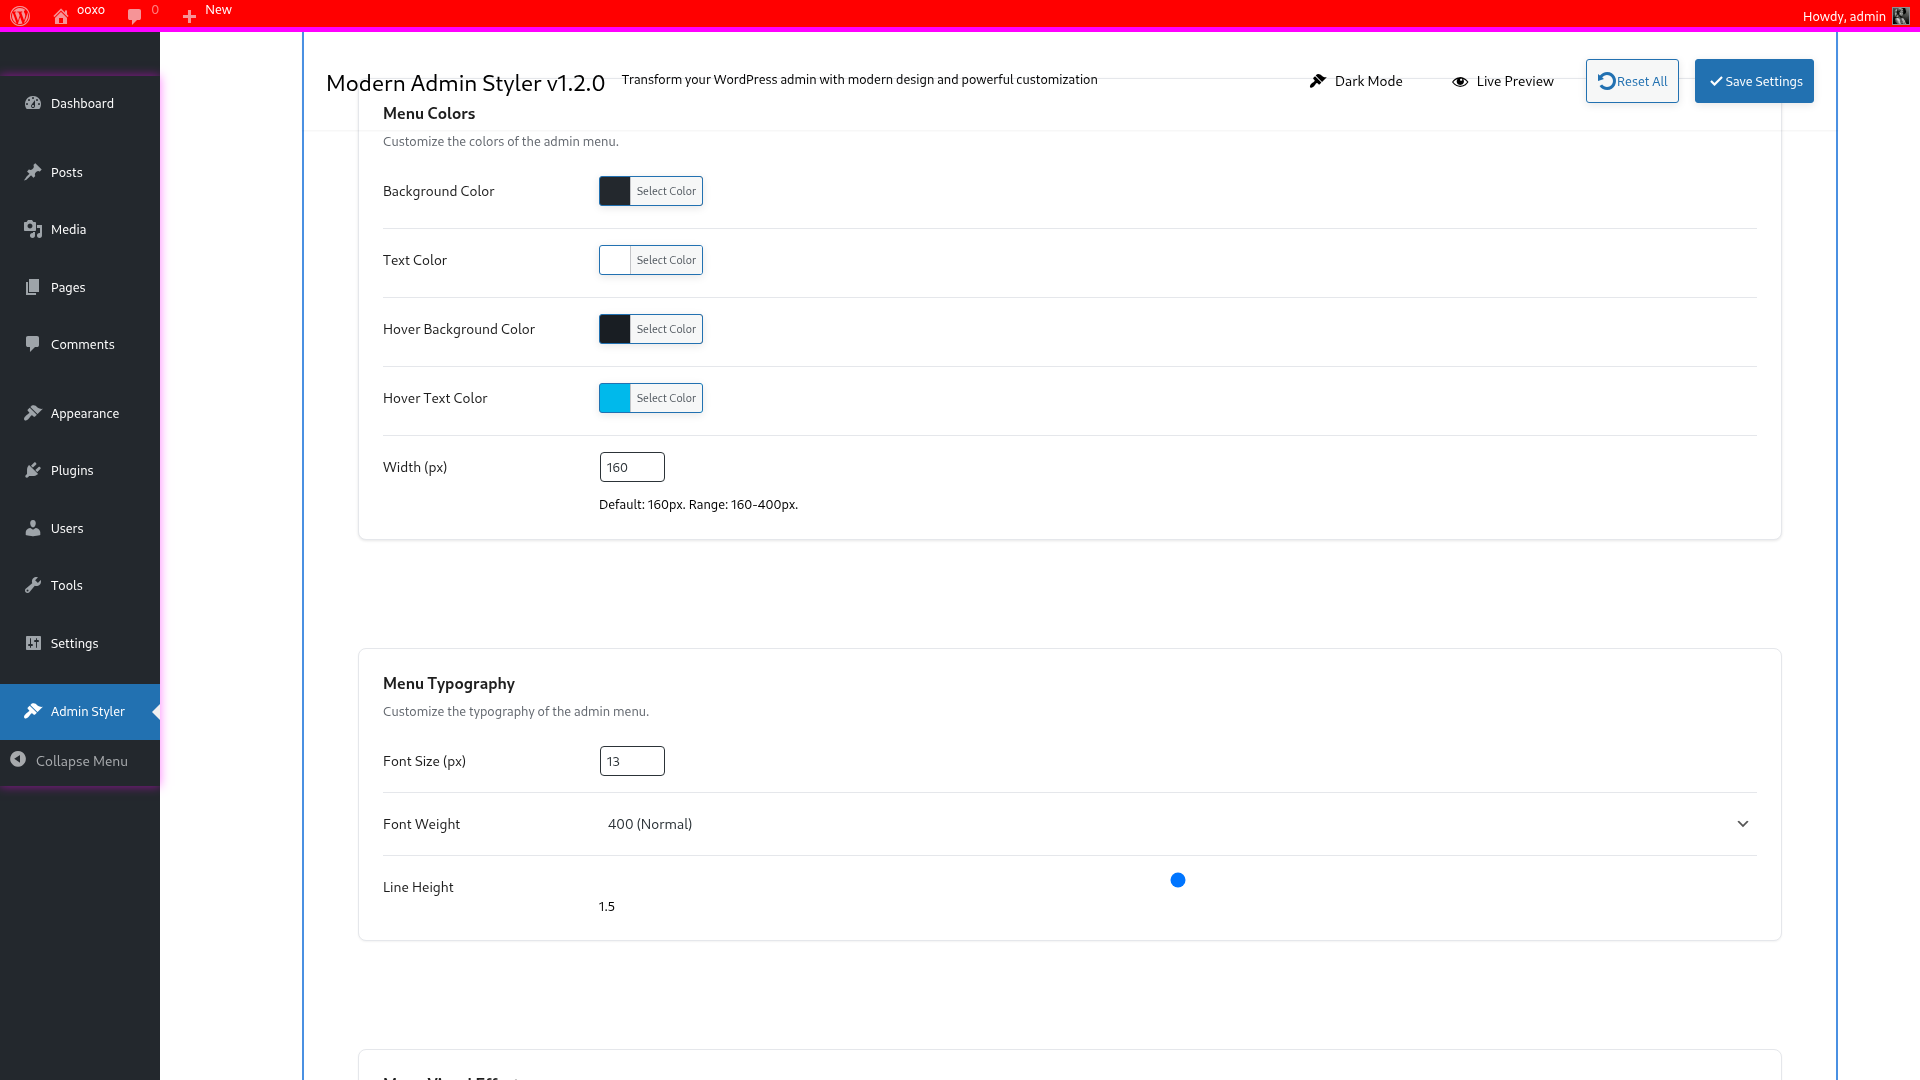 ooxo
0
New
Howdy, admin
Modern Admin Styler v1.2.0
Transform your WordPress admin with modern design and powerful customization
Dark Mode
Live Preview
Reset All
Save Settings
Dashboard
Posts
Media
Pages
Comments
Appearance
Plugins
Users
Tools
Settings
Admin Styler
Collapse Menu
Menu Colors
Customize the colors of the admin menu.
Background Color
Select Color
Text Color
Select Color
Hover Background Color
Select Color
Hover Text Color
Select Color
Width (px)
160
Default: 160px. Range: 160-400px.
Menu Typography
Customize the typography of the admin menu.
Font Size (px)
13
Font Weight
400 (Normal)
Line Height
1.5